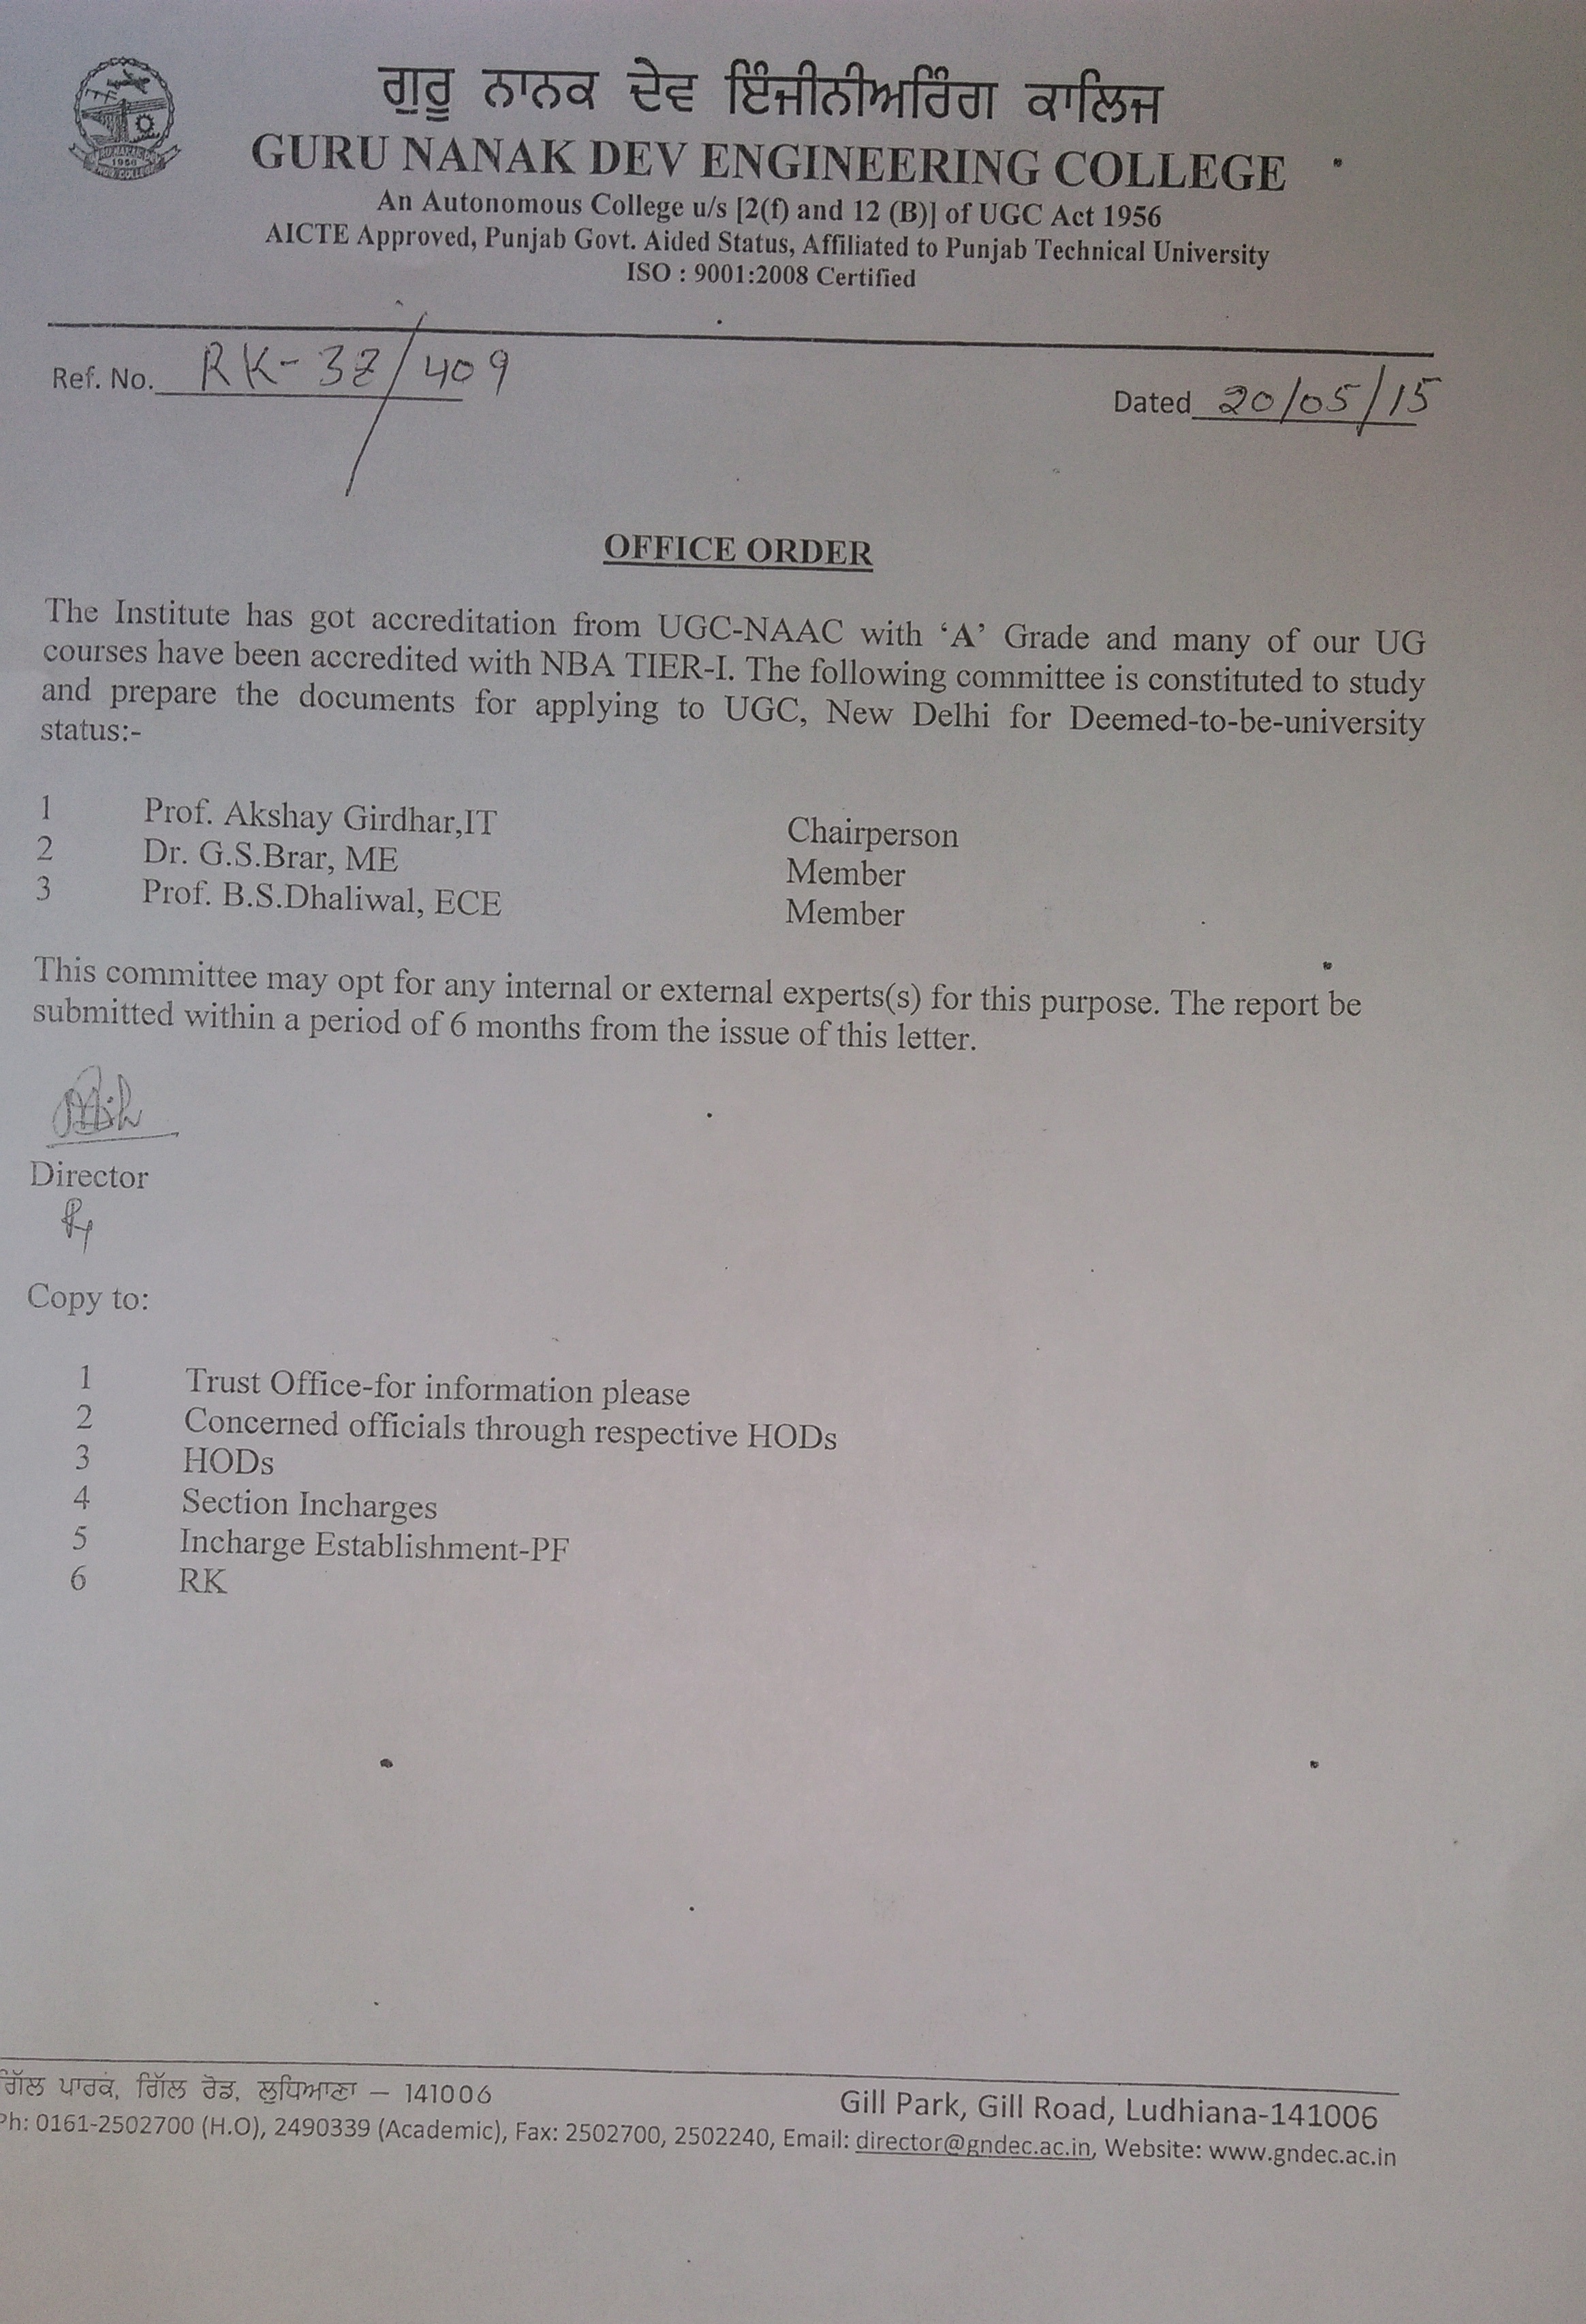 ਗੁਰੂ ਨਾਨਕ ਦੇਵ ਇੰਜੀਨੀਅਰਿੰਗ ਕਾਲਿਜ
GURU NANAK DEV ENGINEERING COLLEGE
An Autonomous College u/s [2(f) and 12 (B)] of UGC Act 1956
AICTE Approved, Punjab Govt. Aided Status, Affiliated to Punjab Technical University
ISO : 9001:2008 Certified
Ref. No. RK- /409
Dated 20/05/15
OFFICE ORDER
The Institute has got accreditation from UGC-NAAC with ‘A’ Grade and many of our UG
courses have been accredited with NBA TIER-I. The following committee is constituted to study
and prepare the documents for applying to UGC, New Delhi for Deemed-to-be-university
status:-
1 Prof. Akshay Girdhar,IT Chairperson
2 Dr. G.S.Brar, ME Member
3 Prof. B.S.Dhaliwal, ECE Member
This committee may opt for any internal or external experts(s) for this purpose. The report be
submitted within a period of 6 months from the issue of this letter.
Director
Copy to:
1 Trust Office-for information please
2 Concerned officials through respective HODs
3 HODs
4 Section Incharges
5 Incharge Establishment-PF
6 RK
ਗਿੱਲ ਪਾਰਕ, ਗਿੱਲ ਰੋਡ, ਲੁਧਿਆਣਾ – 141006
Gill Park, Gill Road, Ludhiana-141006
Ph: 0161-2502700 (H.O), 2490339 (Academic), Fax: 2502700, 2502240, Email: director@gndec.ac.in, Website: www.gndec.ac.in